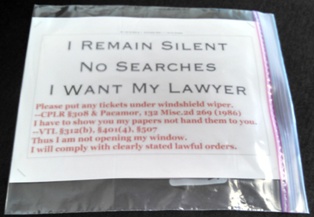 I REMAIN SILENT
NO SEARCHES
I WANT MY LAWYER
Please put any tickets under windshield wiper.
–CPLR §308 & Pacamor, 132 Misc.2d 269 (1986)
I have to show you my papers not hand them to you.
–VTL §312(b), §401(4), §507
Thus I am not opening my window.
I will comply with clearly stated lawful orders.